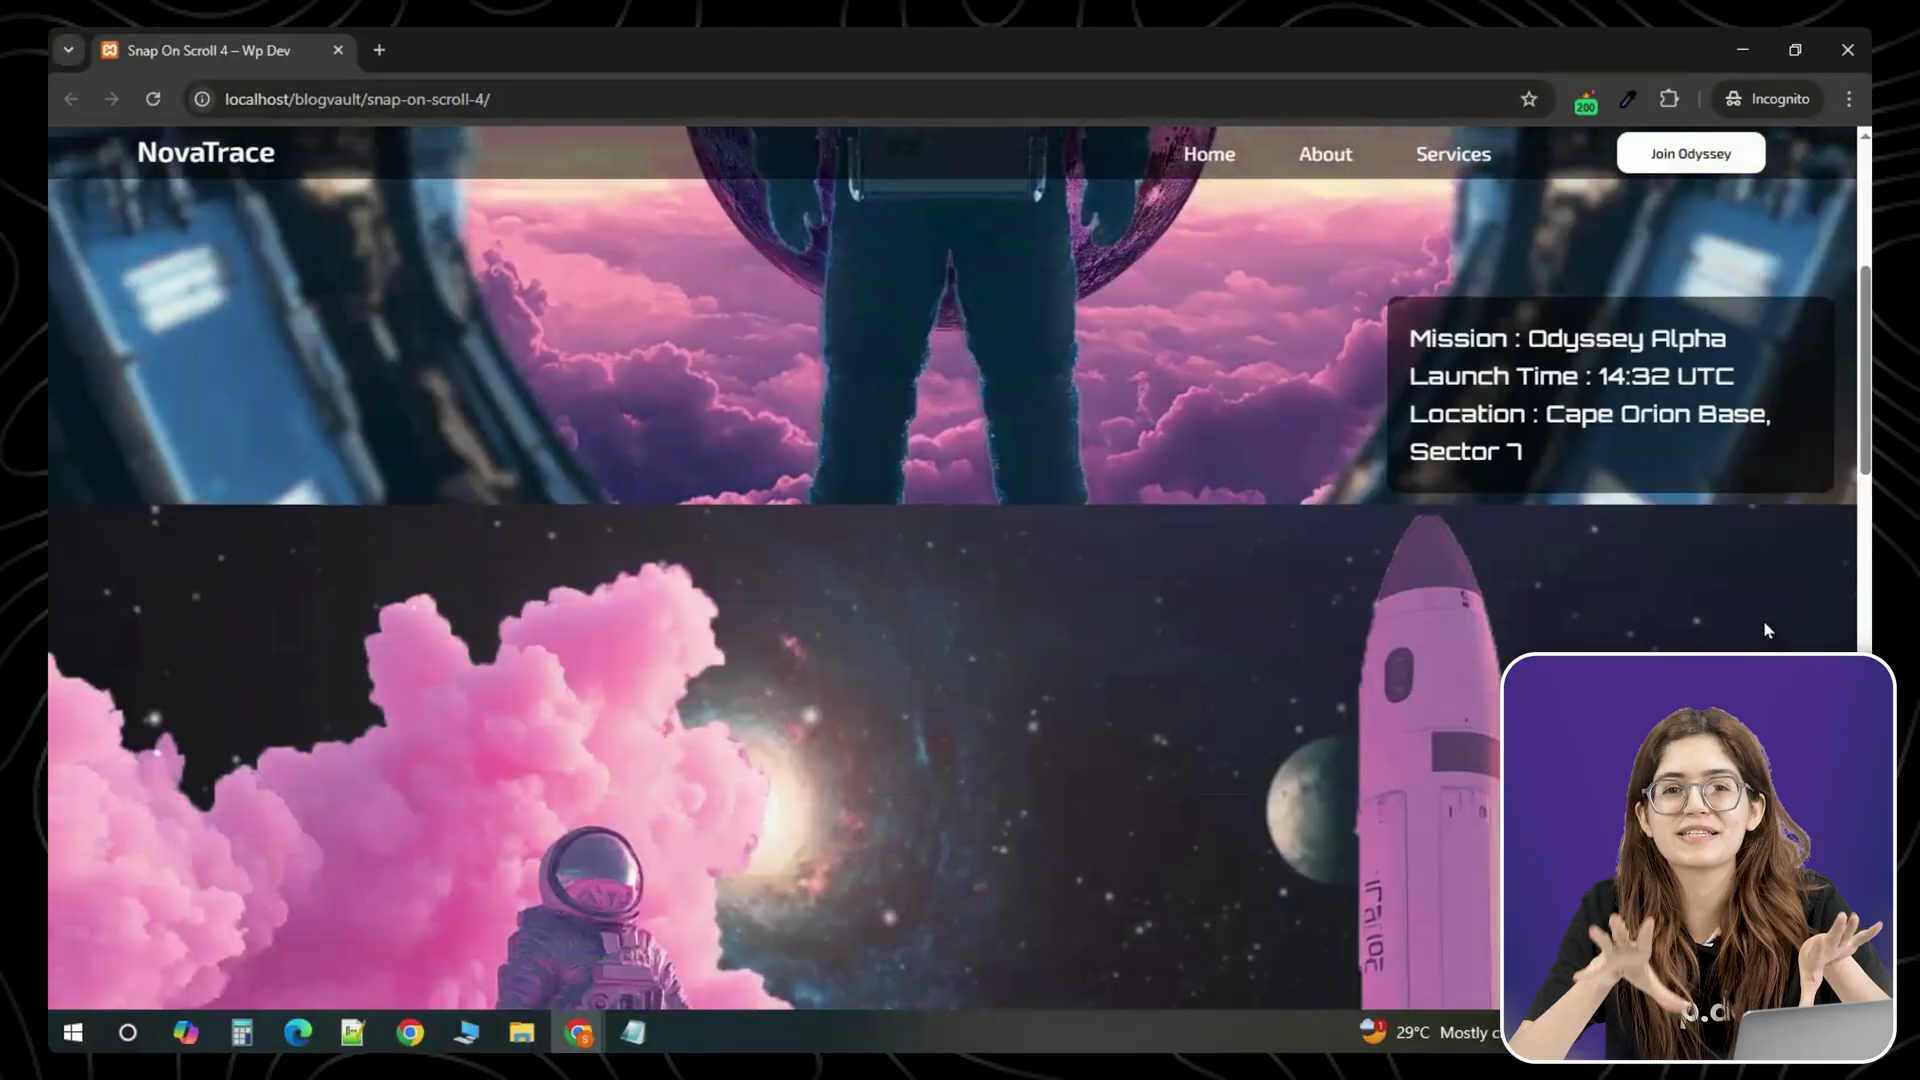 Snap On Scroll 4 – Wp Dev
localhost/blogvault/snap-on-scroll-4/
200
Incognito
NovaTrace
Home
About
Services
Join Odyssey
Mission : Odyssey Alpha
Launch Time : 14:32 UTC
Location : Cape Orion Base,
Sector 7
29°C Mostly c
p.d